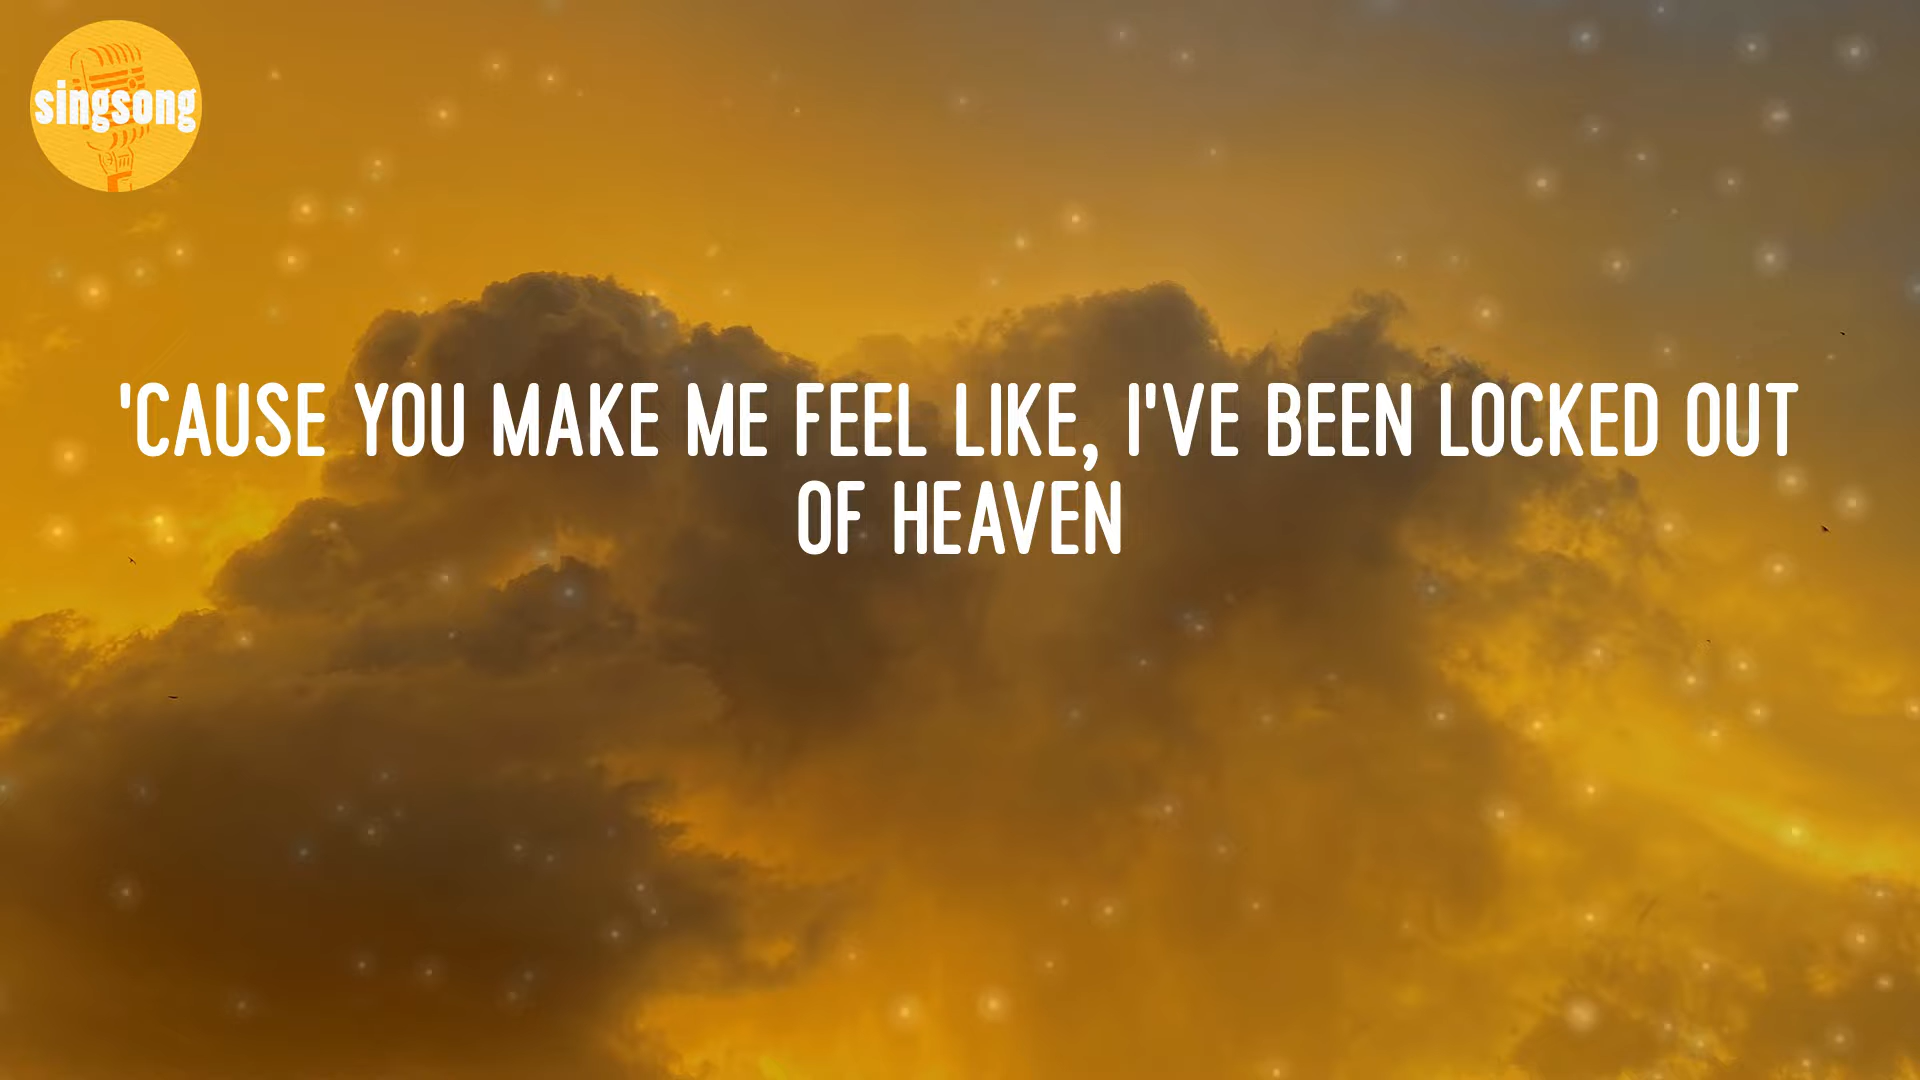 singsong
'CAUSE YOU MAKE ME FEEL LIKE, I'VE BEEN LOCKED OUT
OF HEAVEN